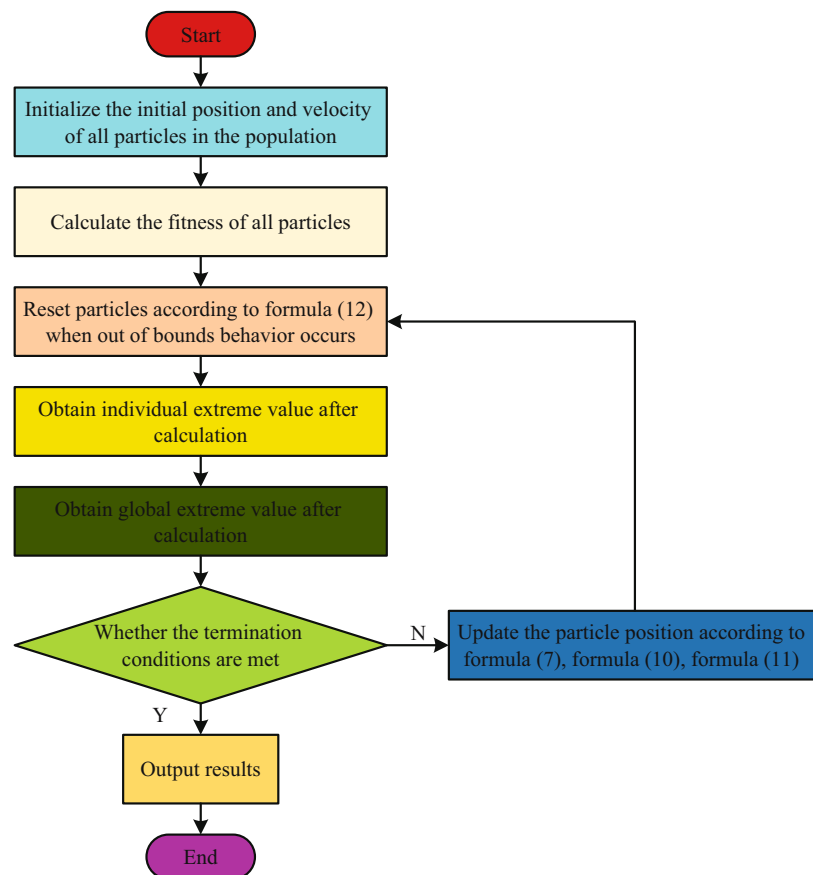 Start
Initialize the initial position and velocity
of all particles in the population
Calculate the fitness of all particles
Reset particles according to formula (12)
when out of bounds behavior occurs
Obtain individual extreme value after
calculation
Obtain global extreme value after
calculation
Whether the termination
conditions are met
N
Update the particle position according to
formula (7), formula (10), formula (11)
Y
Output results
End